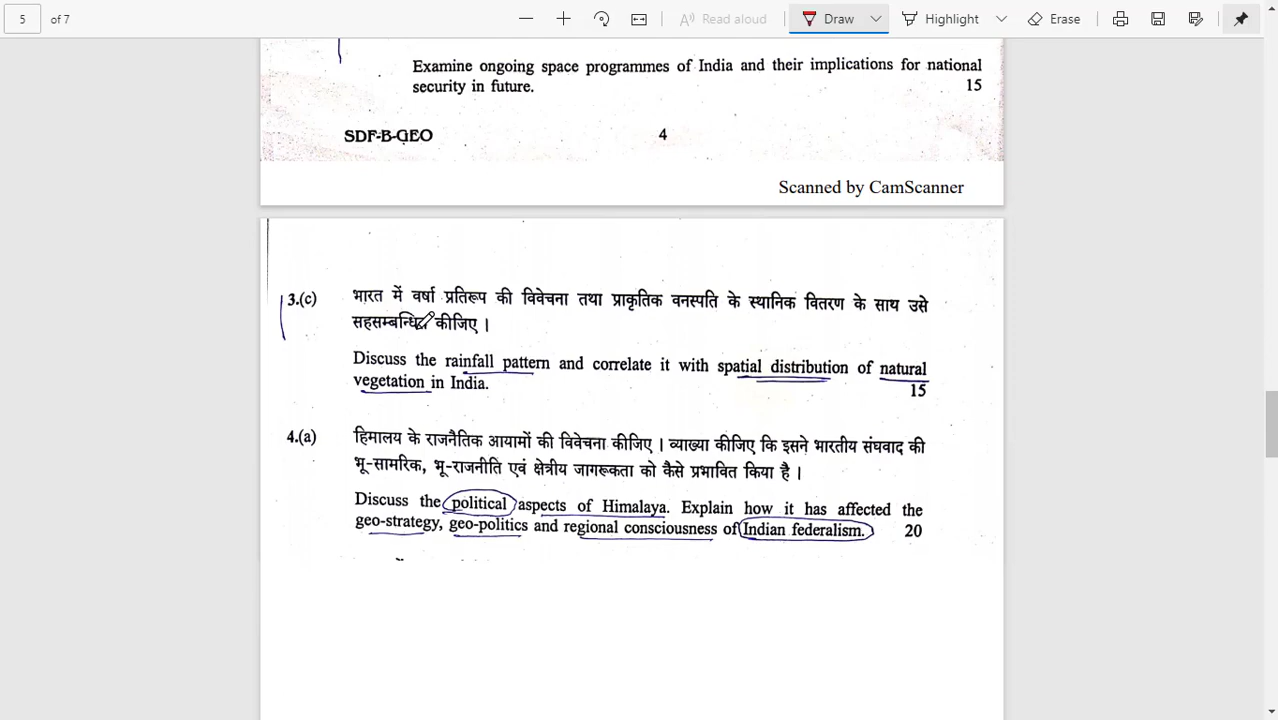 5 of 7 Read aloud Draw Highlight Erase
Examine ongoing space programmes of India and their implications for national
security in future. 15
SDF-B-GEO 4
Scanned by CamScanner
3.(c) भारत में वर्षा प्रतिरूप की विवेचना तथा प्राकृतिक वनस्पति के स्थानिक वितरण के साथ उसे
कीजिए ।
Discuss the rainfall pattern and correlate it with spatial distribution of natural
vegetation in India.
15
4.(a) हिमालय के राजनैतिक आयामों की विवेचना कीजिए । व्याख्या कीजिए कि इसने भारतीय संघवाद की
भू-सामरिक, भू-राजनीति एवं क्षेत्रीय जागरूकता को कैसे प्रभावित किया है ।
Discuss the political aspects of Himalaya. Explain how it has affected the
geo-strategy, geo-politics and regional consciousness of Indian federalism. 20